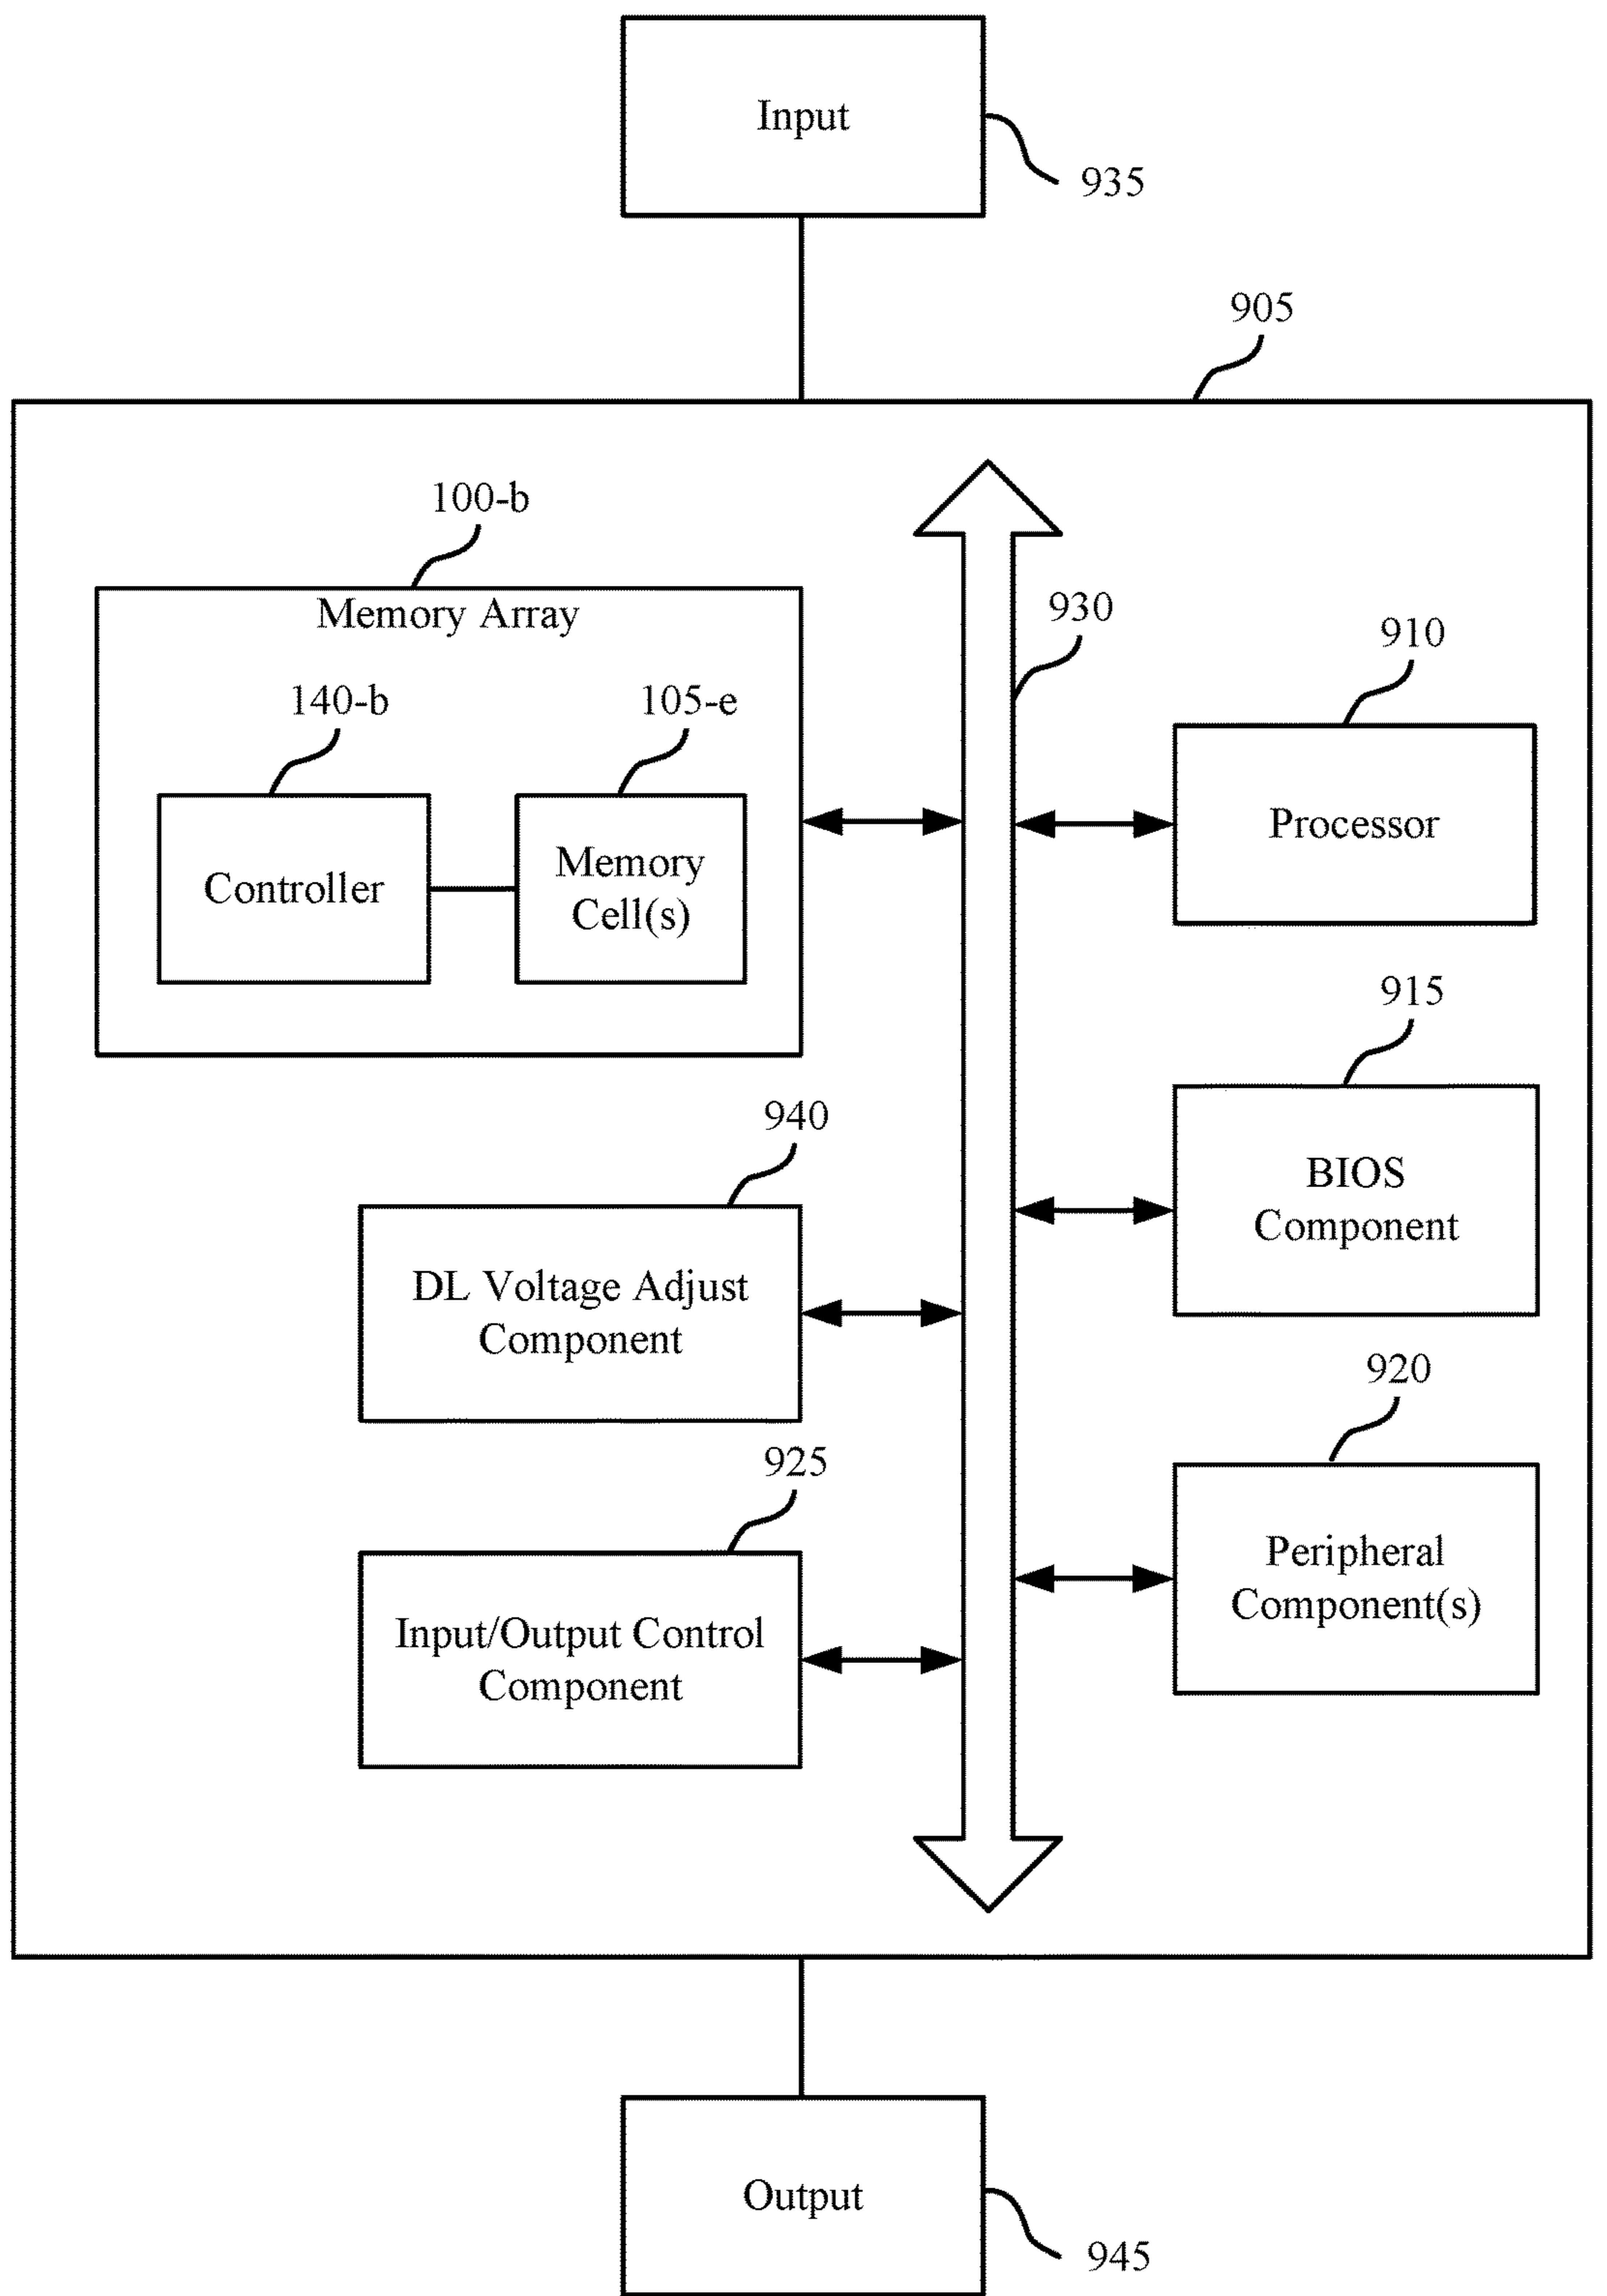 Input
935
905
100-b
Memory Array
140-b
105-e
Controller
Memory
Cell(s)
930
910
Processor
915
BIOS
Component
940
DL Voltage Adjust
Component
920
Peripheral
Component(s)
925
Input/Output Control
Component
Output
945